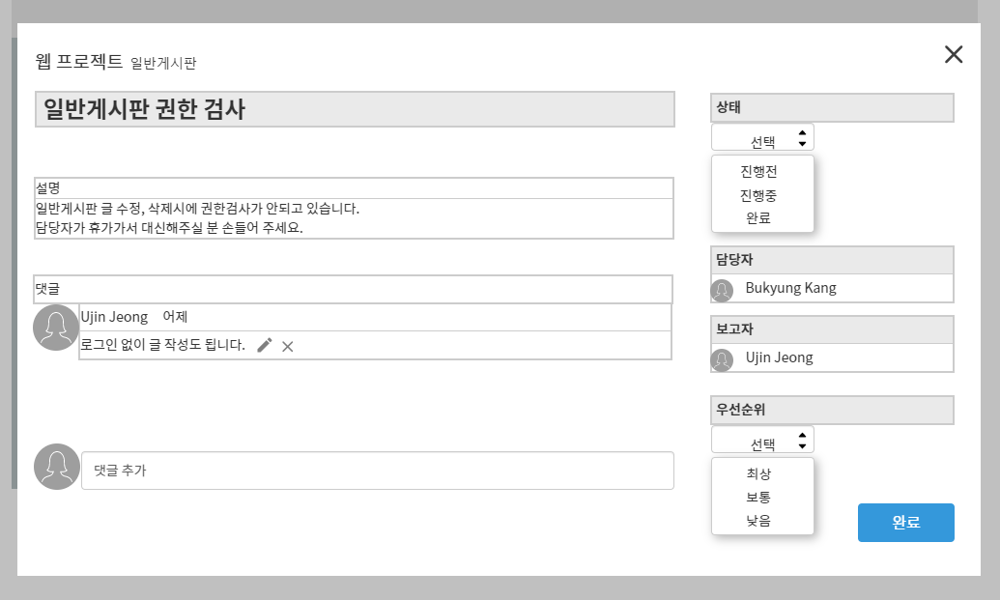 웹 프로젝트 일반게시판
일반게시판 권한 검사
설명
일반게시판 글 수정, 삭제시에 권한검사가 안되고 있습니다.
담당자가 휴가가서 대신해주실 분 손들어 주세요.
댓글
Ujin Jeong 어제
로그인 없이 글 작성도 됩니다.
댓글 추가
상태
선택
진행전
진행중
완료
담당자
Bukyung Kang
보고자
Ujin Jeong
우선순위
선택
최상
보통
낮음
완료